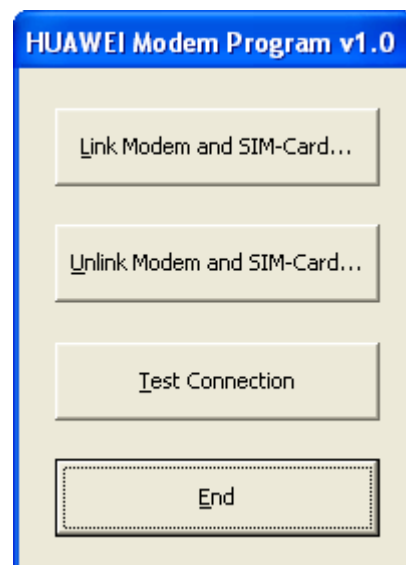 HUAWEI Modem Program v1.0
Link Modem and SIM-Card...
Unlink Modem and SIM-Card...
Test Connection
End